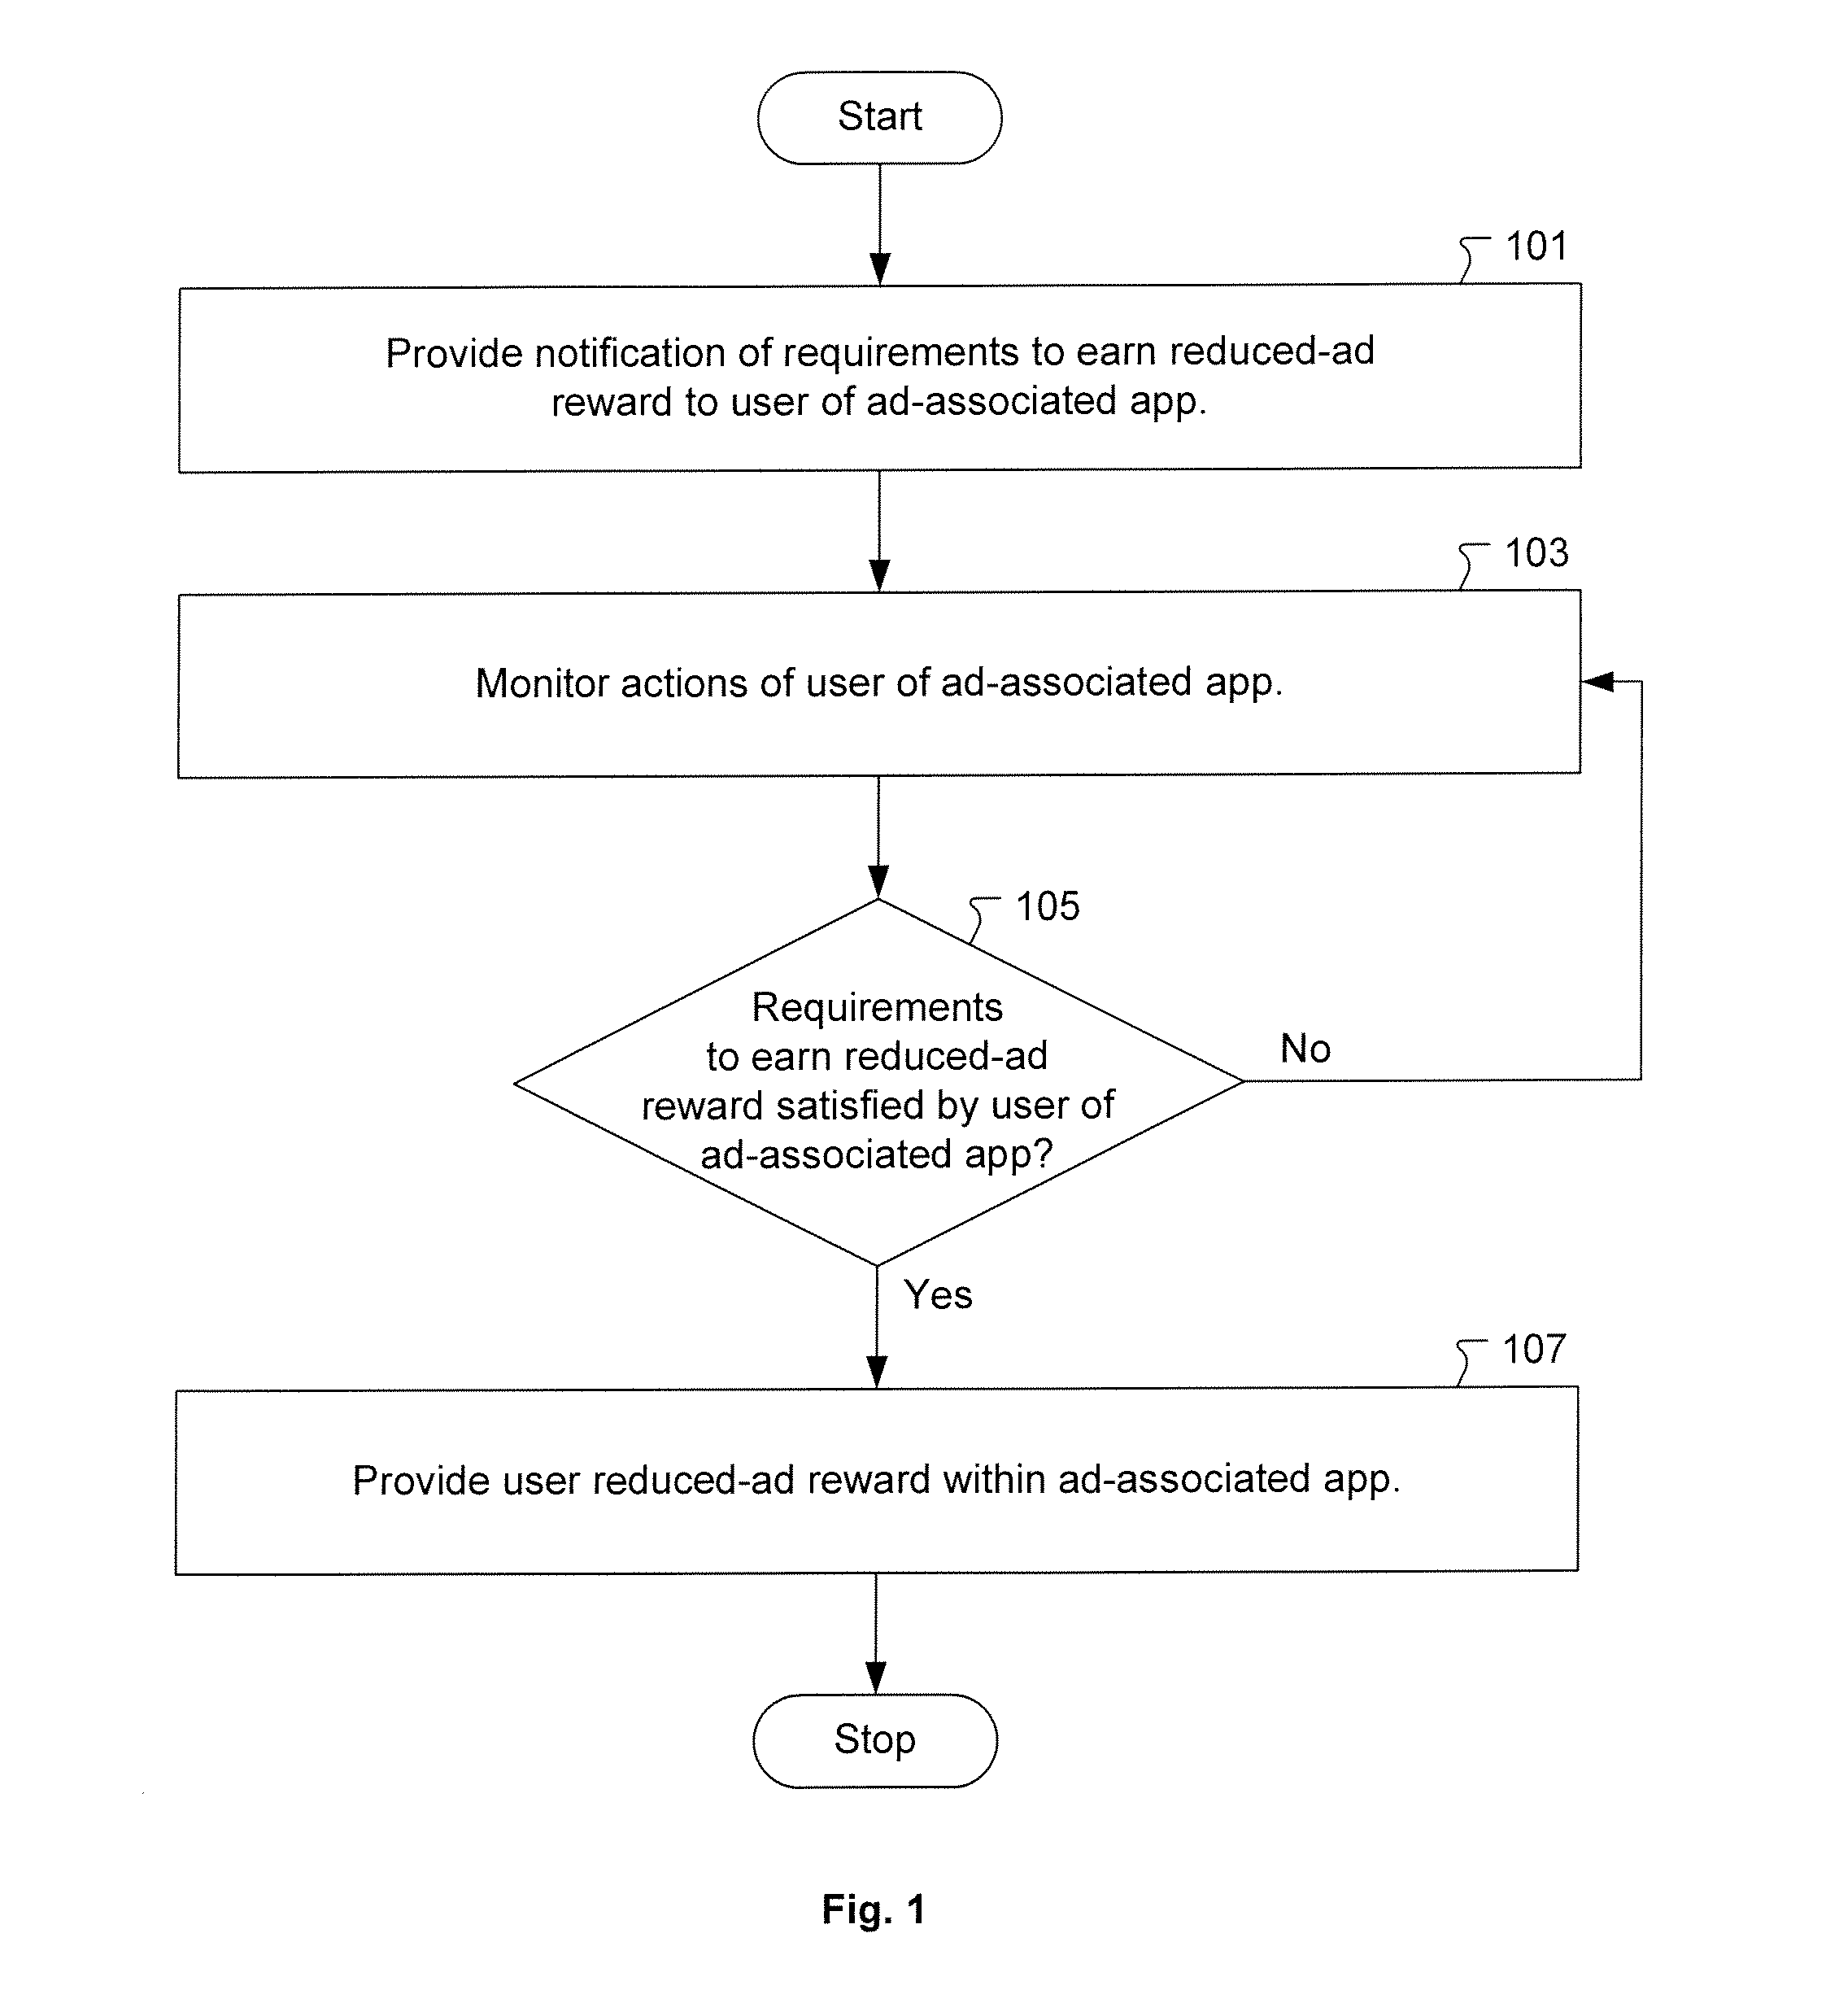 Start
101
Provide notification of requirements to earn reduced-ad
reward to user of ad-associated app.
103
Monitor actions of user of ad-associated app.
105
Requirements
to earn reduced-ad
reward satisfied by user of
ad-associated app?
No
Yes
107
Provide user reduced-ad reward within ad-associated app.
Stop
Fig. 1